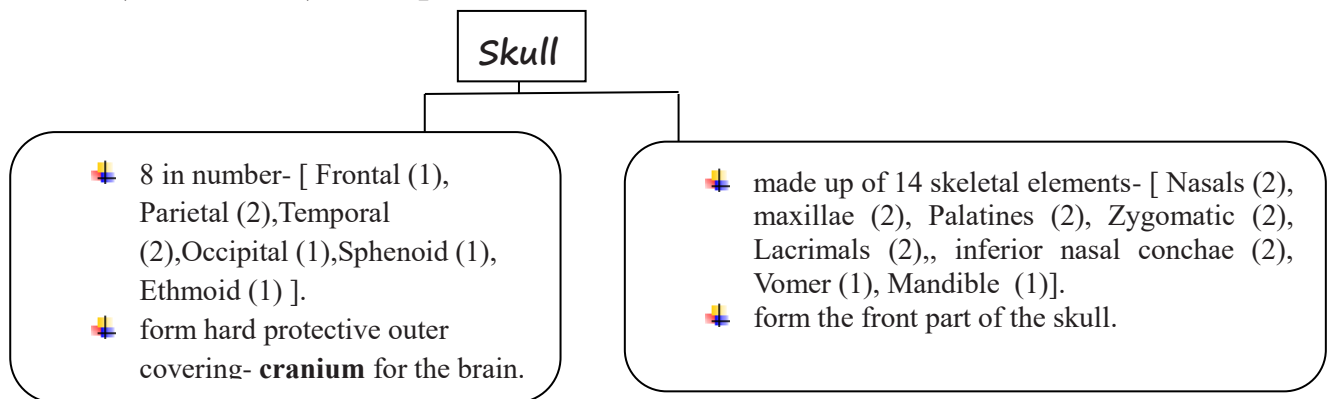 Skull
8 in number- [ Frontal (1),
Parietal (2),Temporal
(2),Occipital (1),Sphenoid (1),
Ethmoid (1) ].
form hard protective outer
covering- cranium for the brain.
made up of 14 skeletal elements- [ Nasals (2),
maxillae (2), Palatines (2), Zygomatic (2),
Lacrimals (2),, inferior nasal conchae (2),
Vomer (1), Mandible (1)].
form the front part of the skull.